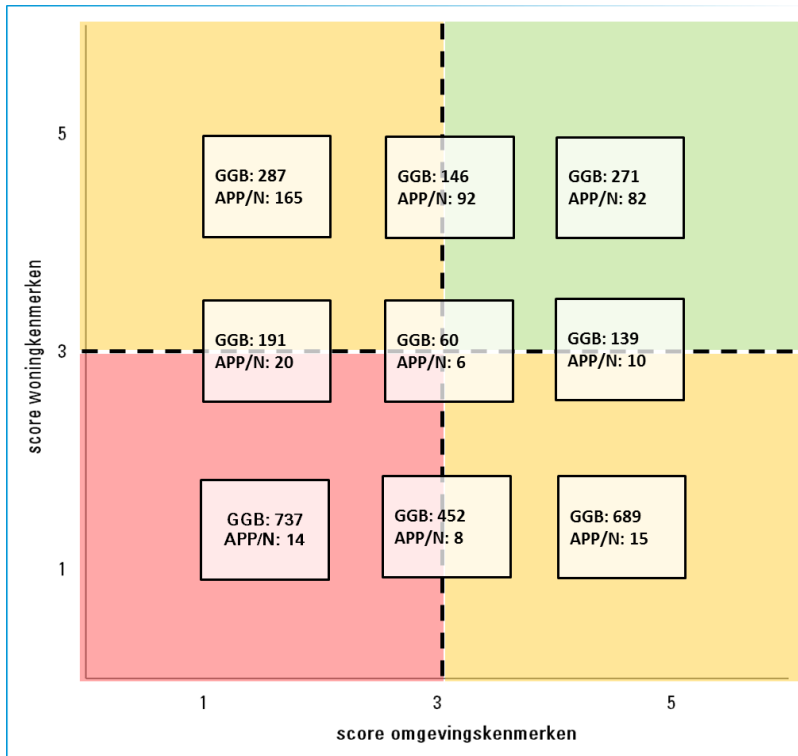 5
GGB: 287
APP/N: 165
GGB: 146
APP/N: 92
GGB: 271
APP/N: 82
score woningkenmerken
3
GGB: 191
APP/N: 20
GGB: 60
APP/N: 6
GGB: 139
APP/N: 10
1
GGB: 737
APP/N: 14
GGB: 452
APP/N: 8
GGB: 689
APP/N: 15
1
3
5
score omgevingskenmerken